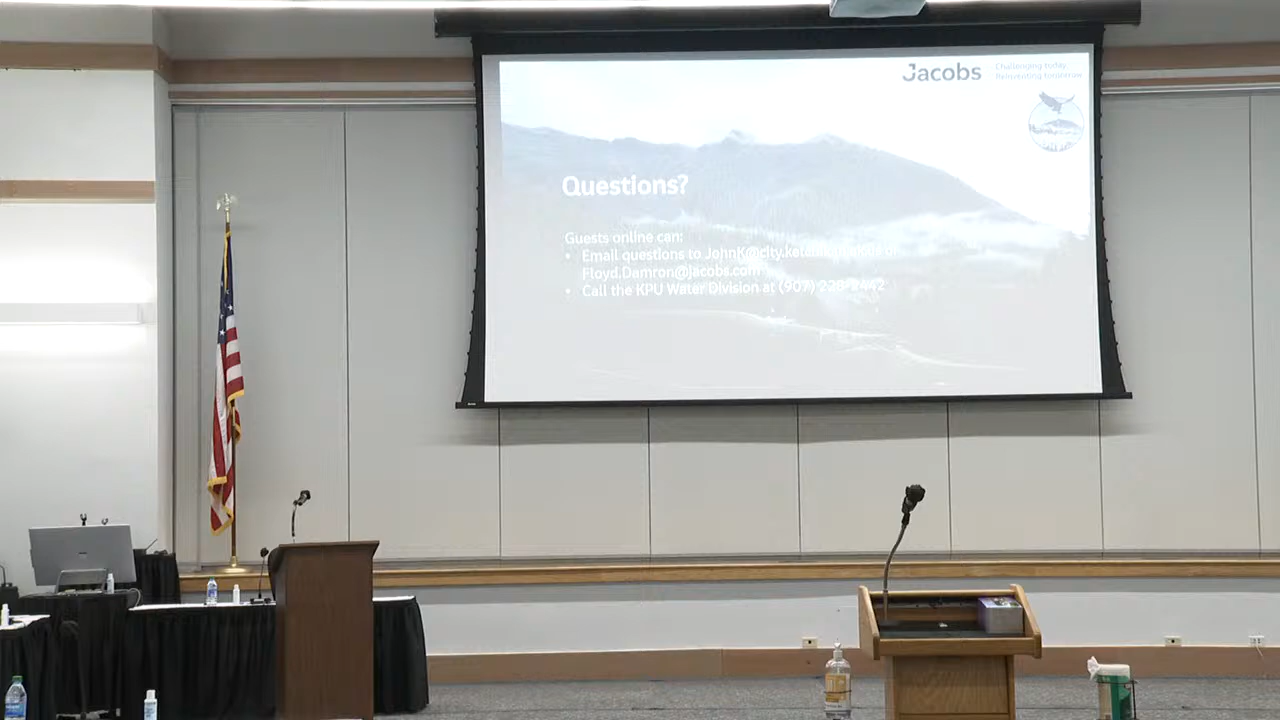 Jacobs
Challenging today.
Reinventing tomorrow.
Questions?
Guests online can:
• Email questions to JohnK@city.
Floyd.Damron@jacobs.com
• Call the KPU Water Division at (907)